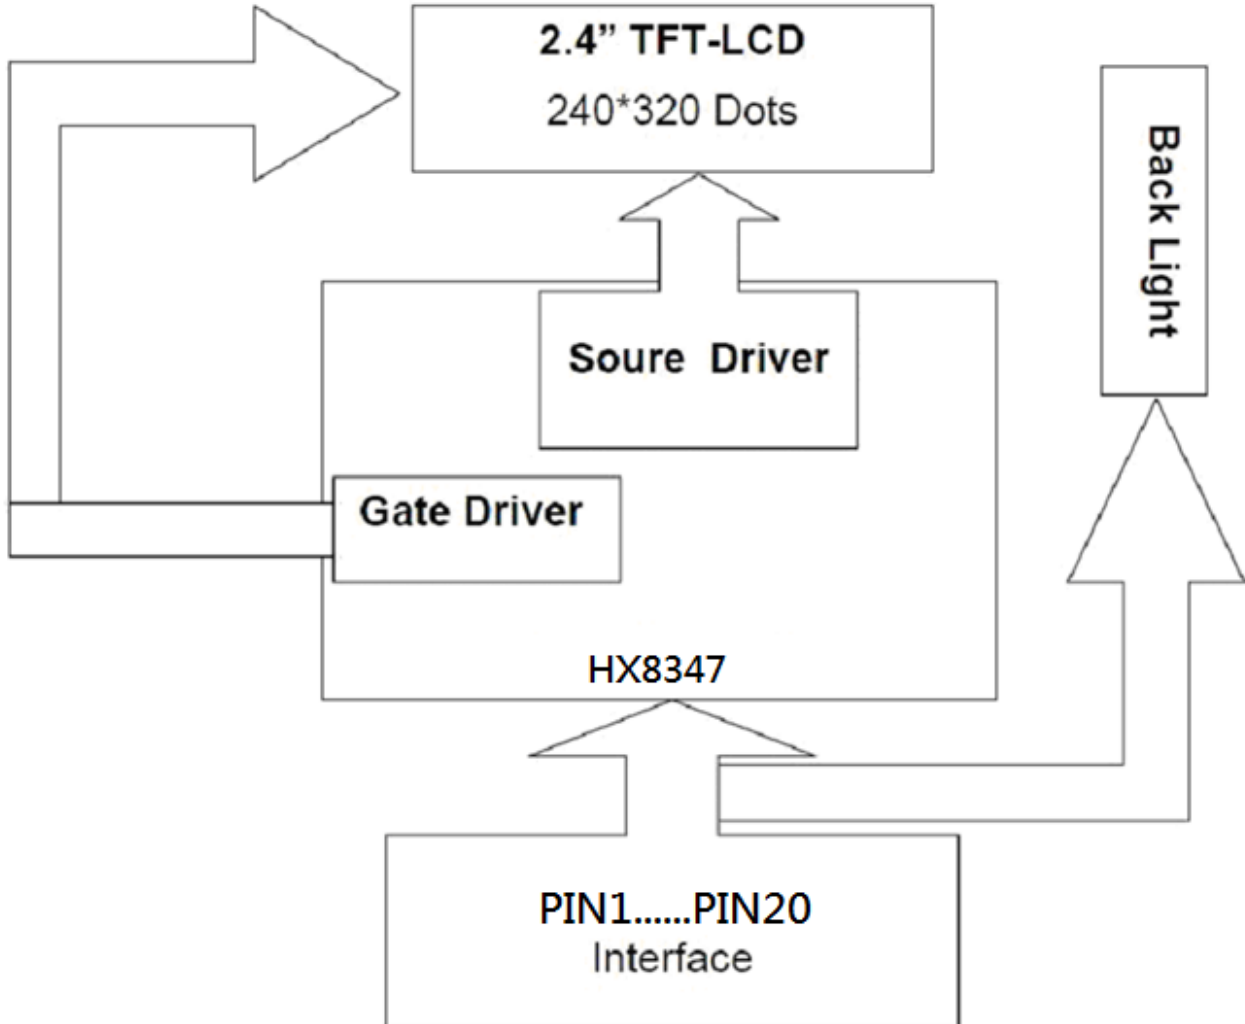 2.4” TFT-LCD
240*320 Dots
Back Light
Soure Driver
Gate Driver
HX8347
PIN1......PIN20
Interface